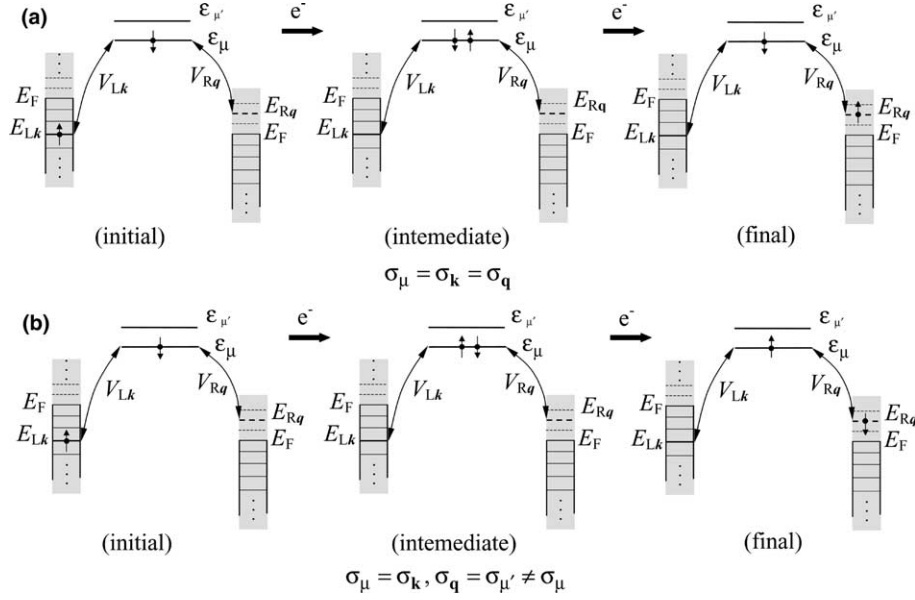 (a)
ε_μ' e⁻ ε_μ' e⁻ ε_μ'
ε_μ ε_μ ε_μ
V_Lk V_Rq V_Lk V_Rq V_Lk V_Rq
E_F E_F E_Rq E_F E_Rq
E_Lk E_F E_Lk E_F E_Lk E_F
(initial) (intemediate) (final)
σ_μ = σ_k = σ_q
(b)
ε_μ' e⁻ ε_μ' e⁻ ε_μ'
ε_μ ε_μ ε_μ
V_Lk V_Rq V_Lk V_Rq V_Lk V_Rq
E_F E_F E_Rq E_F E_Rq
E_Lk E_F E_Lk E_F E_Lk E_F
(initial) (intemediate) (final)
σ_μ = σ_k , σ_q = σ_μ' ≠ σ_μ